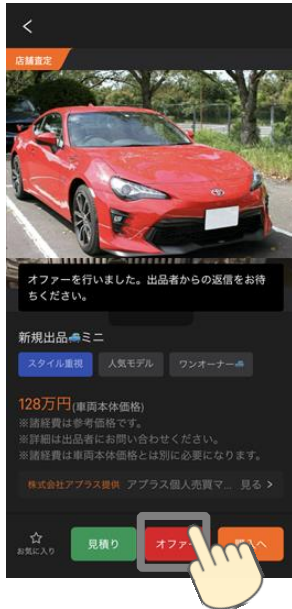 店舗査定
オファーを行いました。出品者からの返信をお待
ちください。
新規出品🚙ミニ
スタイル重視 人気モデル ワンオーナー🚙
128万円(車両本体価格)
※諸経費は参考価格です。
※詳細は出品者にお問い合わせください。
※諸経費は車両本体価格とは別に必要になります。
株式会社アプラス提供 アプラス個人売買マ... 見る >
☆
お気に入り 見積り オファー へ